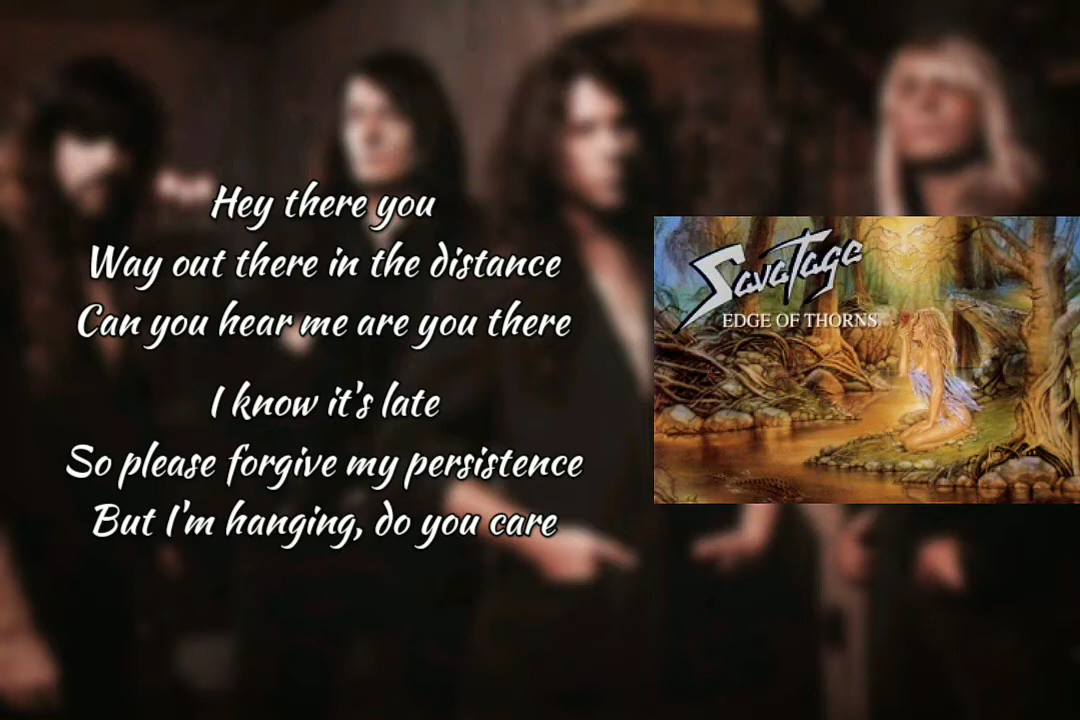 Hey there you
Way out there in the distance
Can you hear me are you there
I know it's late
So please forgive my persistence
But I'm hanging, do you care
Savatage
EDGE OF THORNS